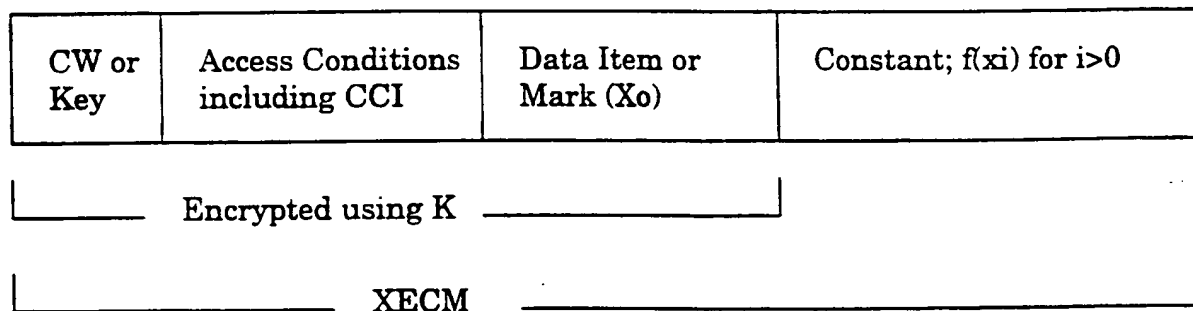 CW or
Key
Access Conditions
including CCI
Data Item or
Mark (Xo)
Constant; f(xi) for i>0
Encrypted using K
XECM